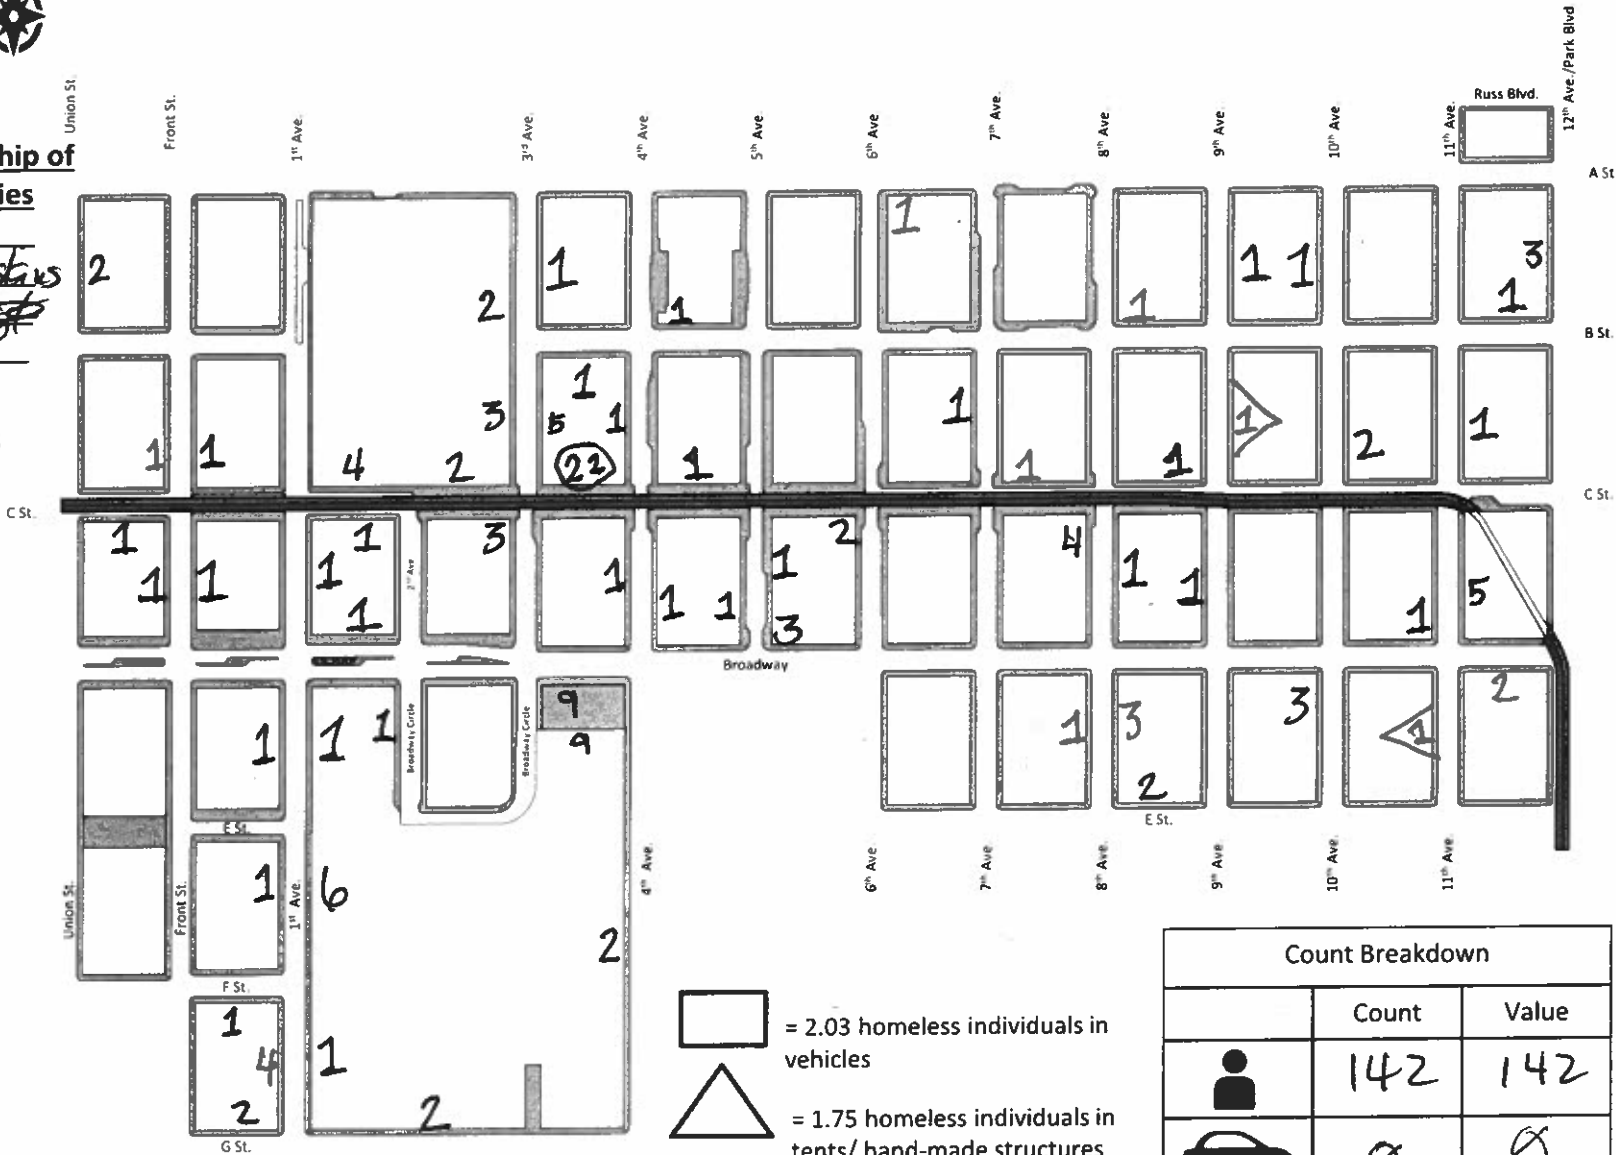 12th Ave./Park Blvd
Russ Blvd.
Union St.
Front St.
1st Ave.
3rd Ave.
4th Ave.
5th Ave.
6th Ave.
7th Ave.
8th Ave.
9th Ave.
10th Ave.
11th Ave.
hip of
ies
A St
2 2 1 1 1 1 1 1 3 1
B St.
1 1 4 3 2 1 5 1 22 1 1 1 1 1 2 1
C St.
C St.
1 1 1 1 1 1 3 1 1 1 1 2 3 4 1 1 1 5
2nd Ave
Broadway
1 1 1 Broadway Circle Broadway Circle 9 9 1 3 2 3 1 2
E St.
E St.
Union St.
Front St.
1st Ave.
4th Ave.
6th Ave.
7th Ave.
8th Ave.
9th Ave.
10th Ave.
11th Ave.
1 6 2
F St.
1 4 2 1 2
G St.
= 2.03 homeless individuals in
vehicles
= 1.75 homeless individuals in
tents/ hand-made structures
Count Breakdown
Count Value
142 142
Ø Ø